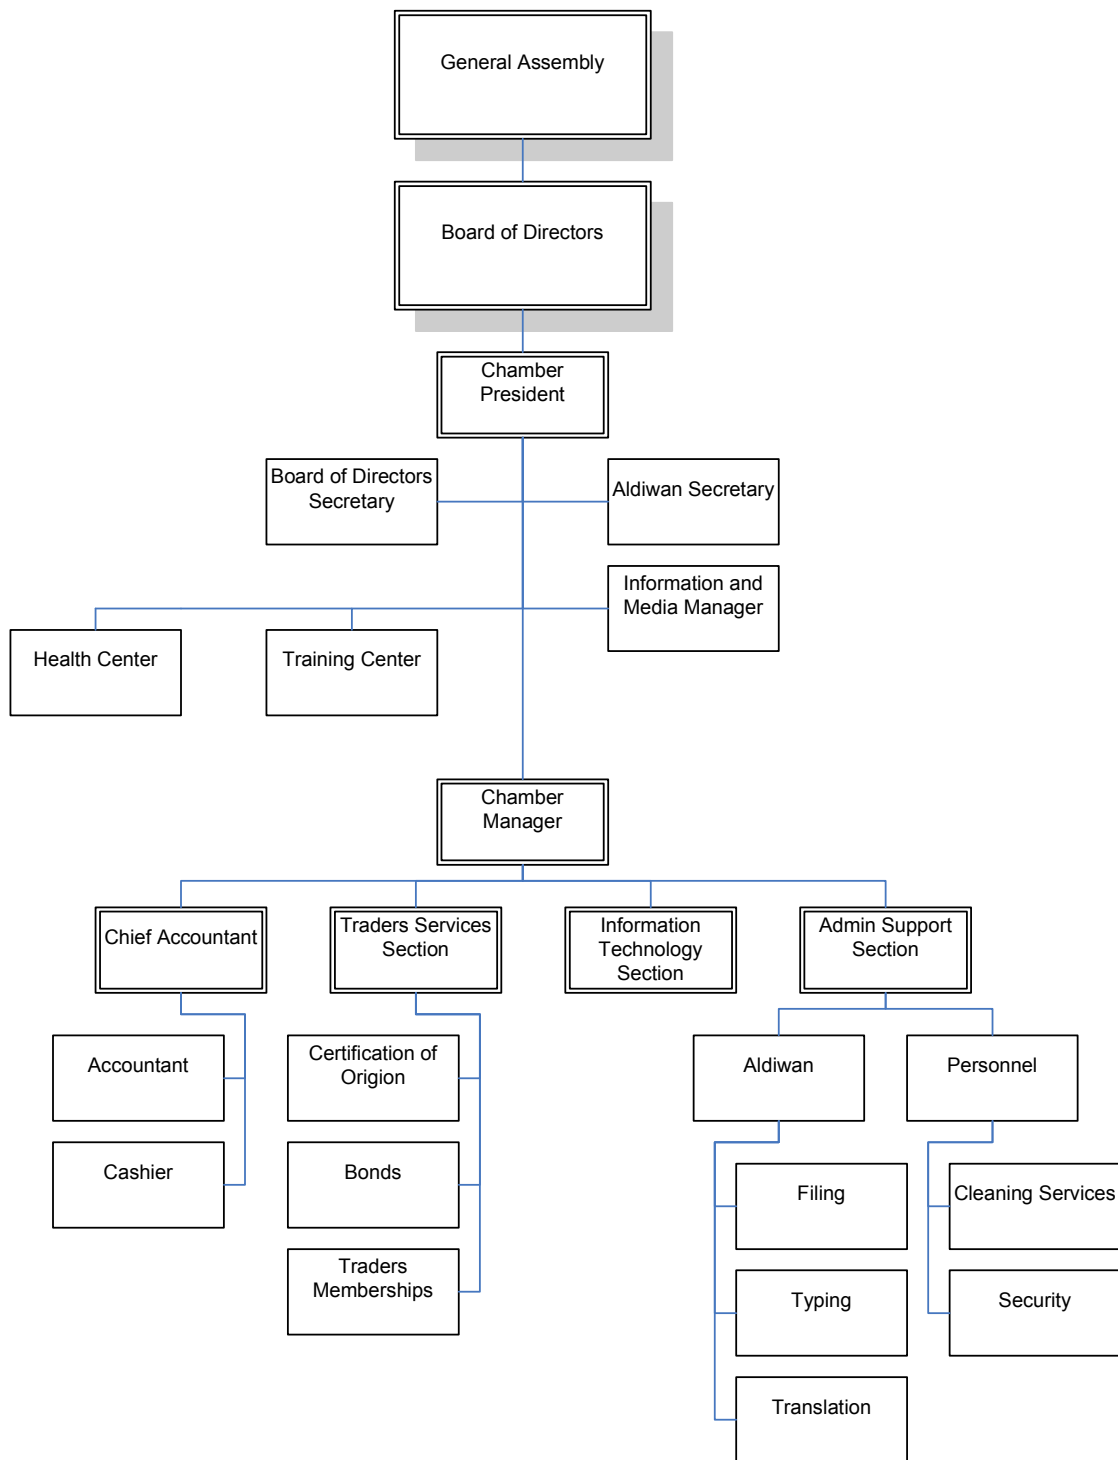 General Assembly
Board of Directors
Chamber
President
Board of Directors
Secretary
Aldiwan Secretary
Information and
Media Manager
Health Center
Training Center
Chamber
Manager
Chief Accountant
Traders Services
Section
Information
Technology
Section
Admin Support
Section
Accountant
Certification of
Origion
Aldiwan
Personnel
Cashier
Bonds
Filing
Cleaning Services
Traders
Memberships
Typing
Security
Translation